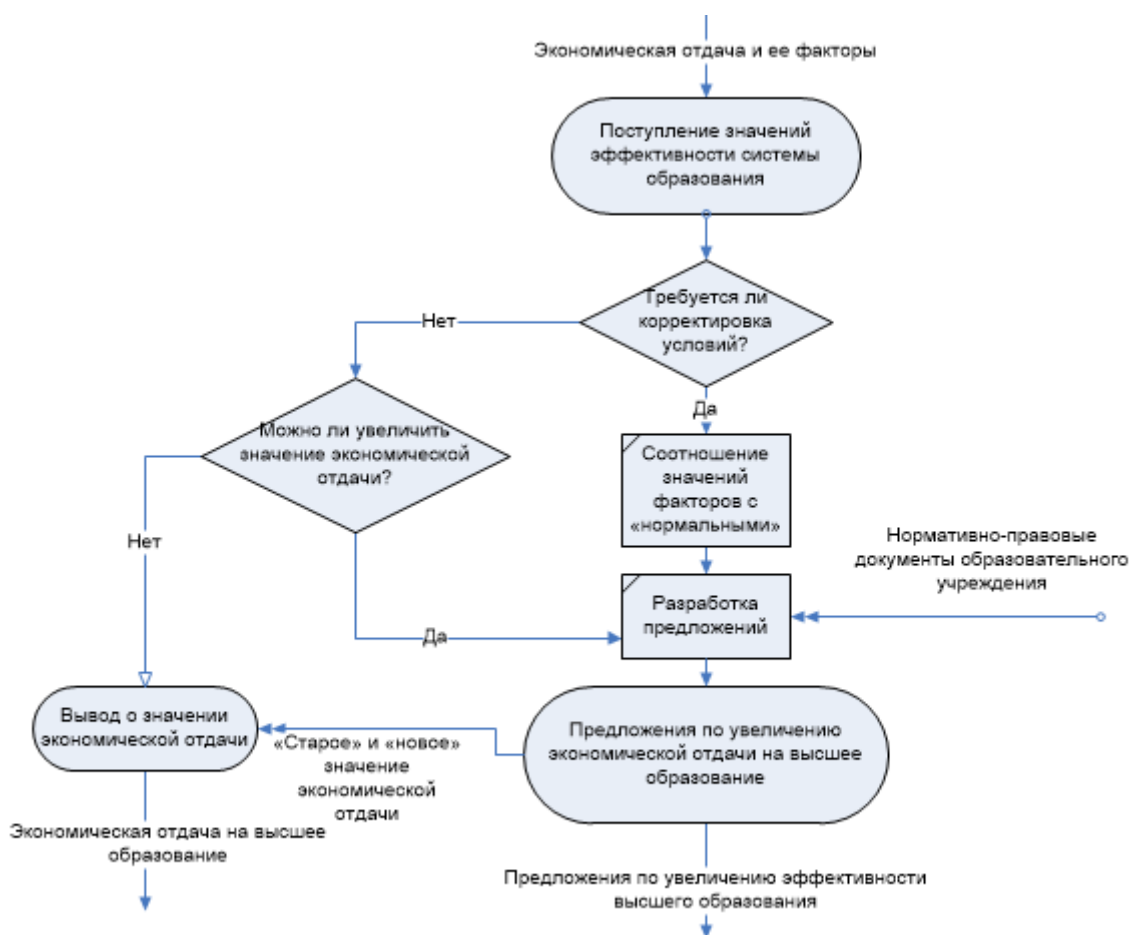 Экономическая отдача и ее факторы
Поступление значений
эффективности системы
образования
Требуется ли
корректировка
условий?
Нет
Да
Можно ли увеличить
значение экономической
отдачи?
Соотношение
значений
факторов с
«нормальными»
Нет
Нормативно-правовые
документы образовательного
учреждения
Разработка
предложений
Да
Вывод о значении
экономической отдачи
«Старое» и «новое»
значение
экономической
отдачи
Предложения по увеличению
экономической отдачи на высшее
образование
Экономическая отдача на высшее
образование
Предложения по увеличению эффективности
высшего образования